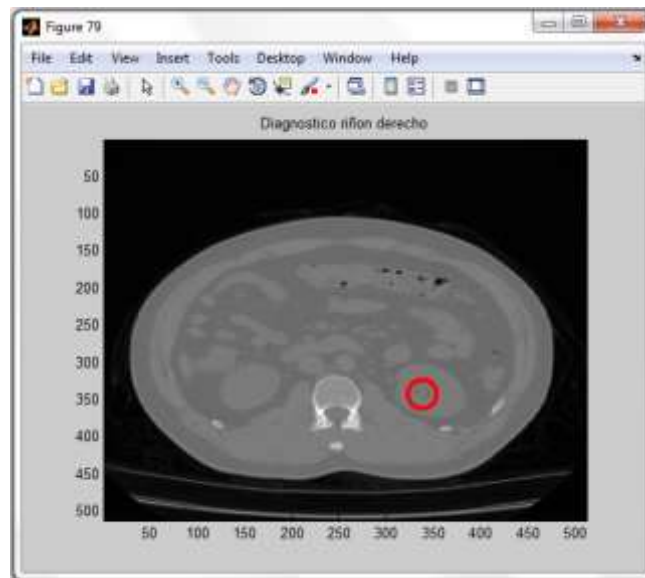 Figure 79
File Edit View Insert Tools Desktop Window Help
Diagnostico riñon derecho
50
100
150
200
250
300
350
400
450
500
50 100 150 200 250 300 350 400 450 500